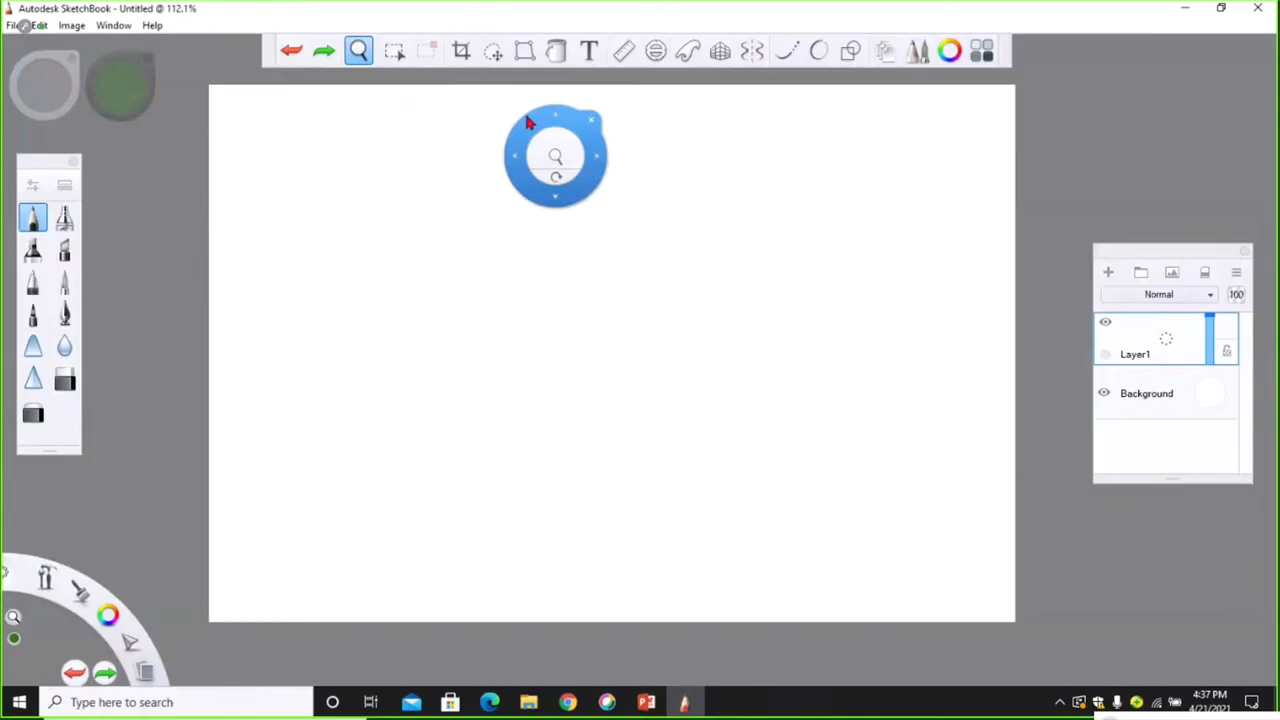 Autodesk SketchBook - Untitled @ 112.1%
File Edit Image Window Help
T
Normal 100
Layer1
Background
Type here to search
4:37 PM
4/21/2021